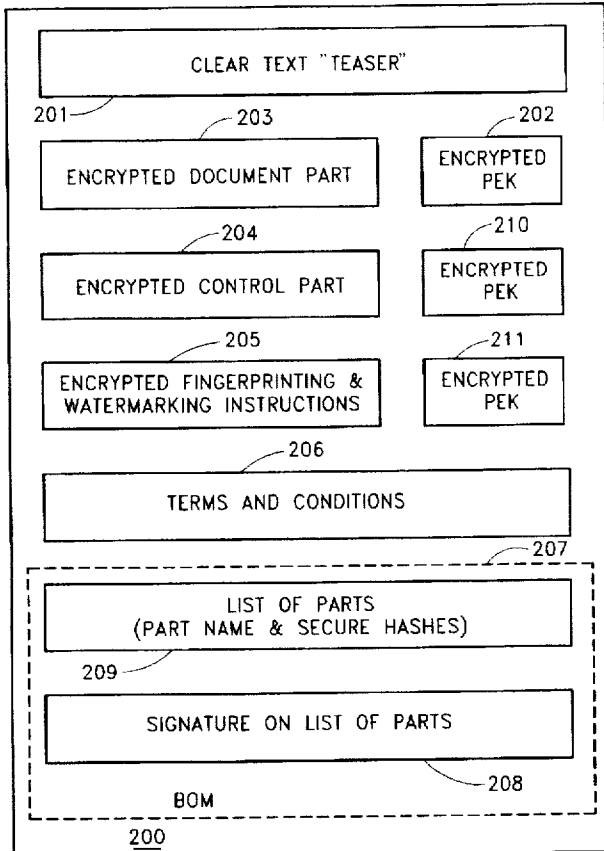 CLEAR TEXT "TEASER"
201
203
202
ENCRYPTED DOCUMENT PART
ENCRYPTED
PEK
204
210
ENCRYPTED CONTROL PART
ENCRYPTED
PEK
205
211
ENCRYPTED FINGERPRINTING &
WATERMARKING INSTRUCTIONS
ENCRYPTED
PEK
206
TERMS AND CONDITIONS
207
LIST OF PARTS
(PART NAME & SECURE HASHES)
209
SIGNATURE ON LIST OF PARTS
208
BOM
200